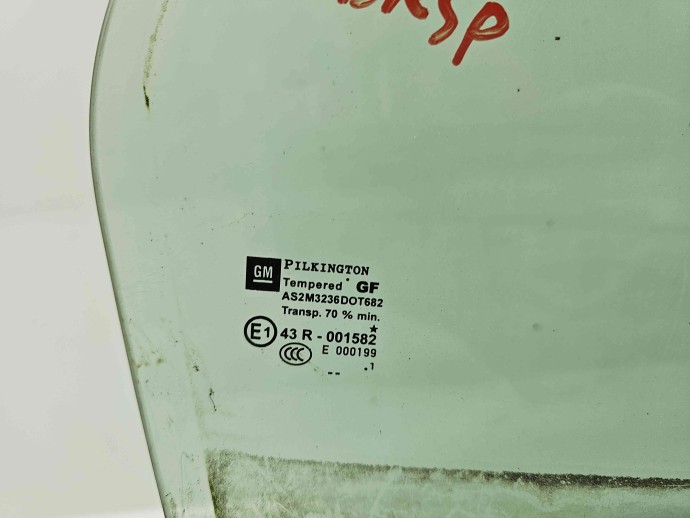 GM PILKINGTON
Tempered GF
AS2M3236DOT682
Transp. 70 % min.
E1 43 R - 001582
CCC E 000199
-- .1